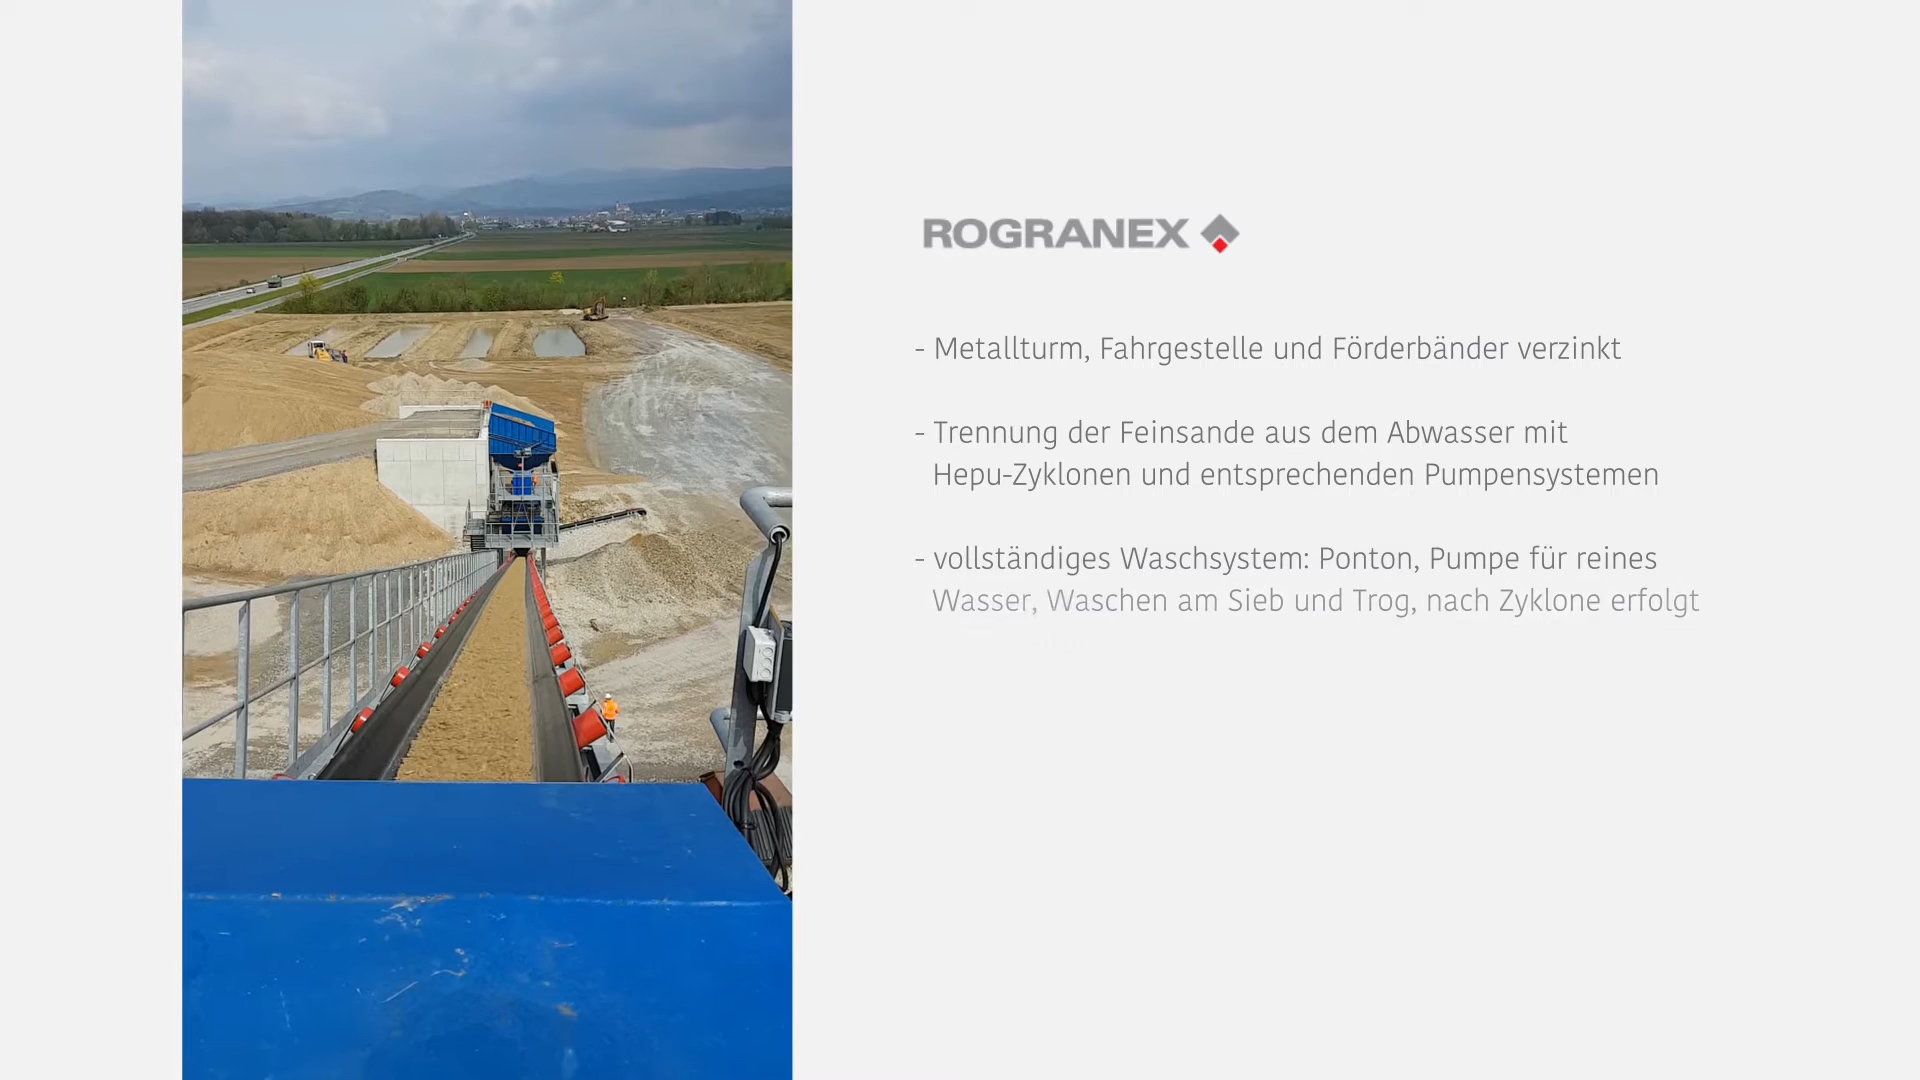 ROGRANEX
- Metallturm, Fahrgestelle und Förderbänder verzinkt
- Trennung der Feinsande aus dem Abwasser mit
Hepu-Zyklonen und entsprechenden Pumpensystemen
- vollständiges Waschsystem: Ponton, Pumpe für reines
Wasser, Waschen am Sieb und Trog, nach Zyklone erfolgt